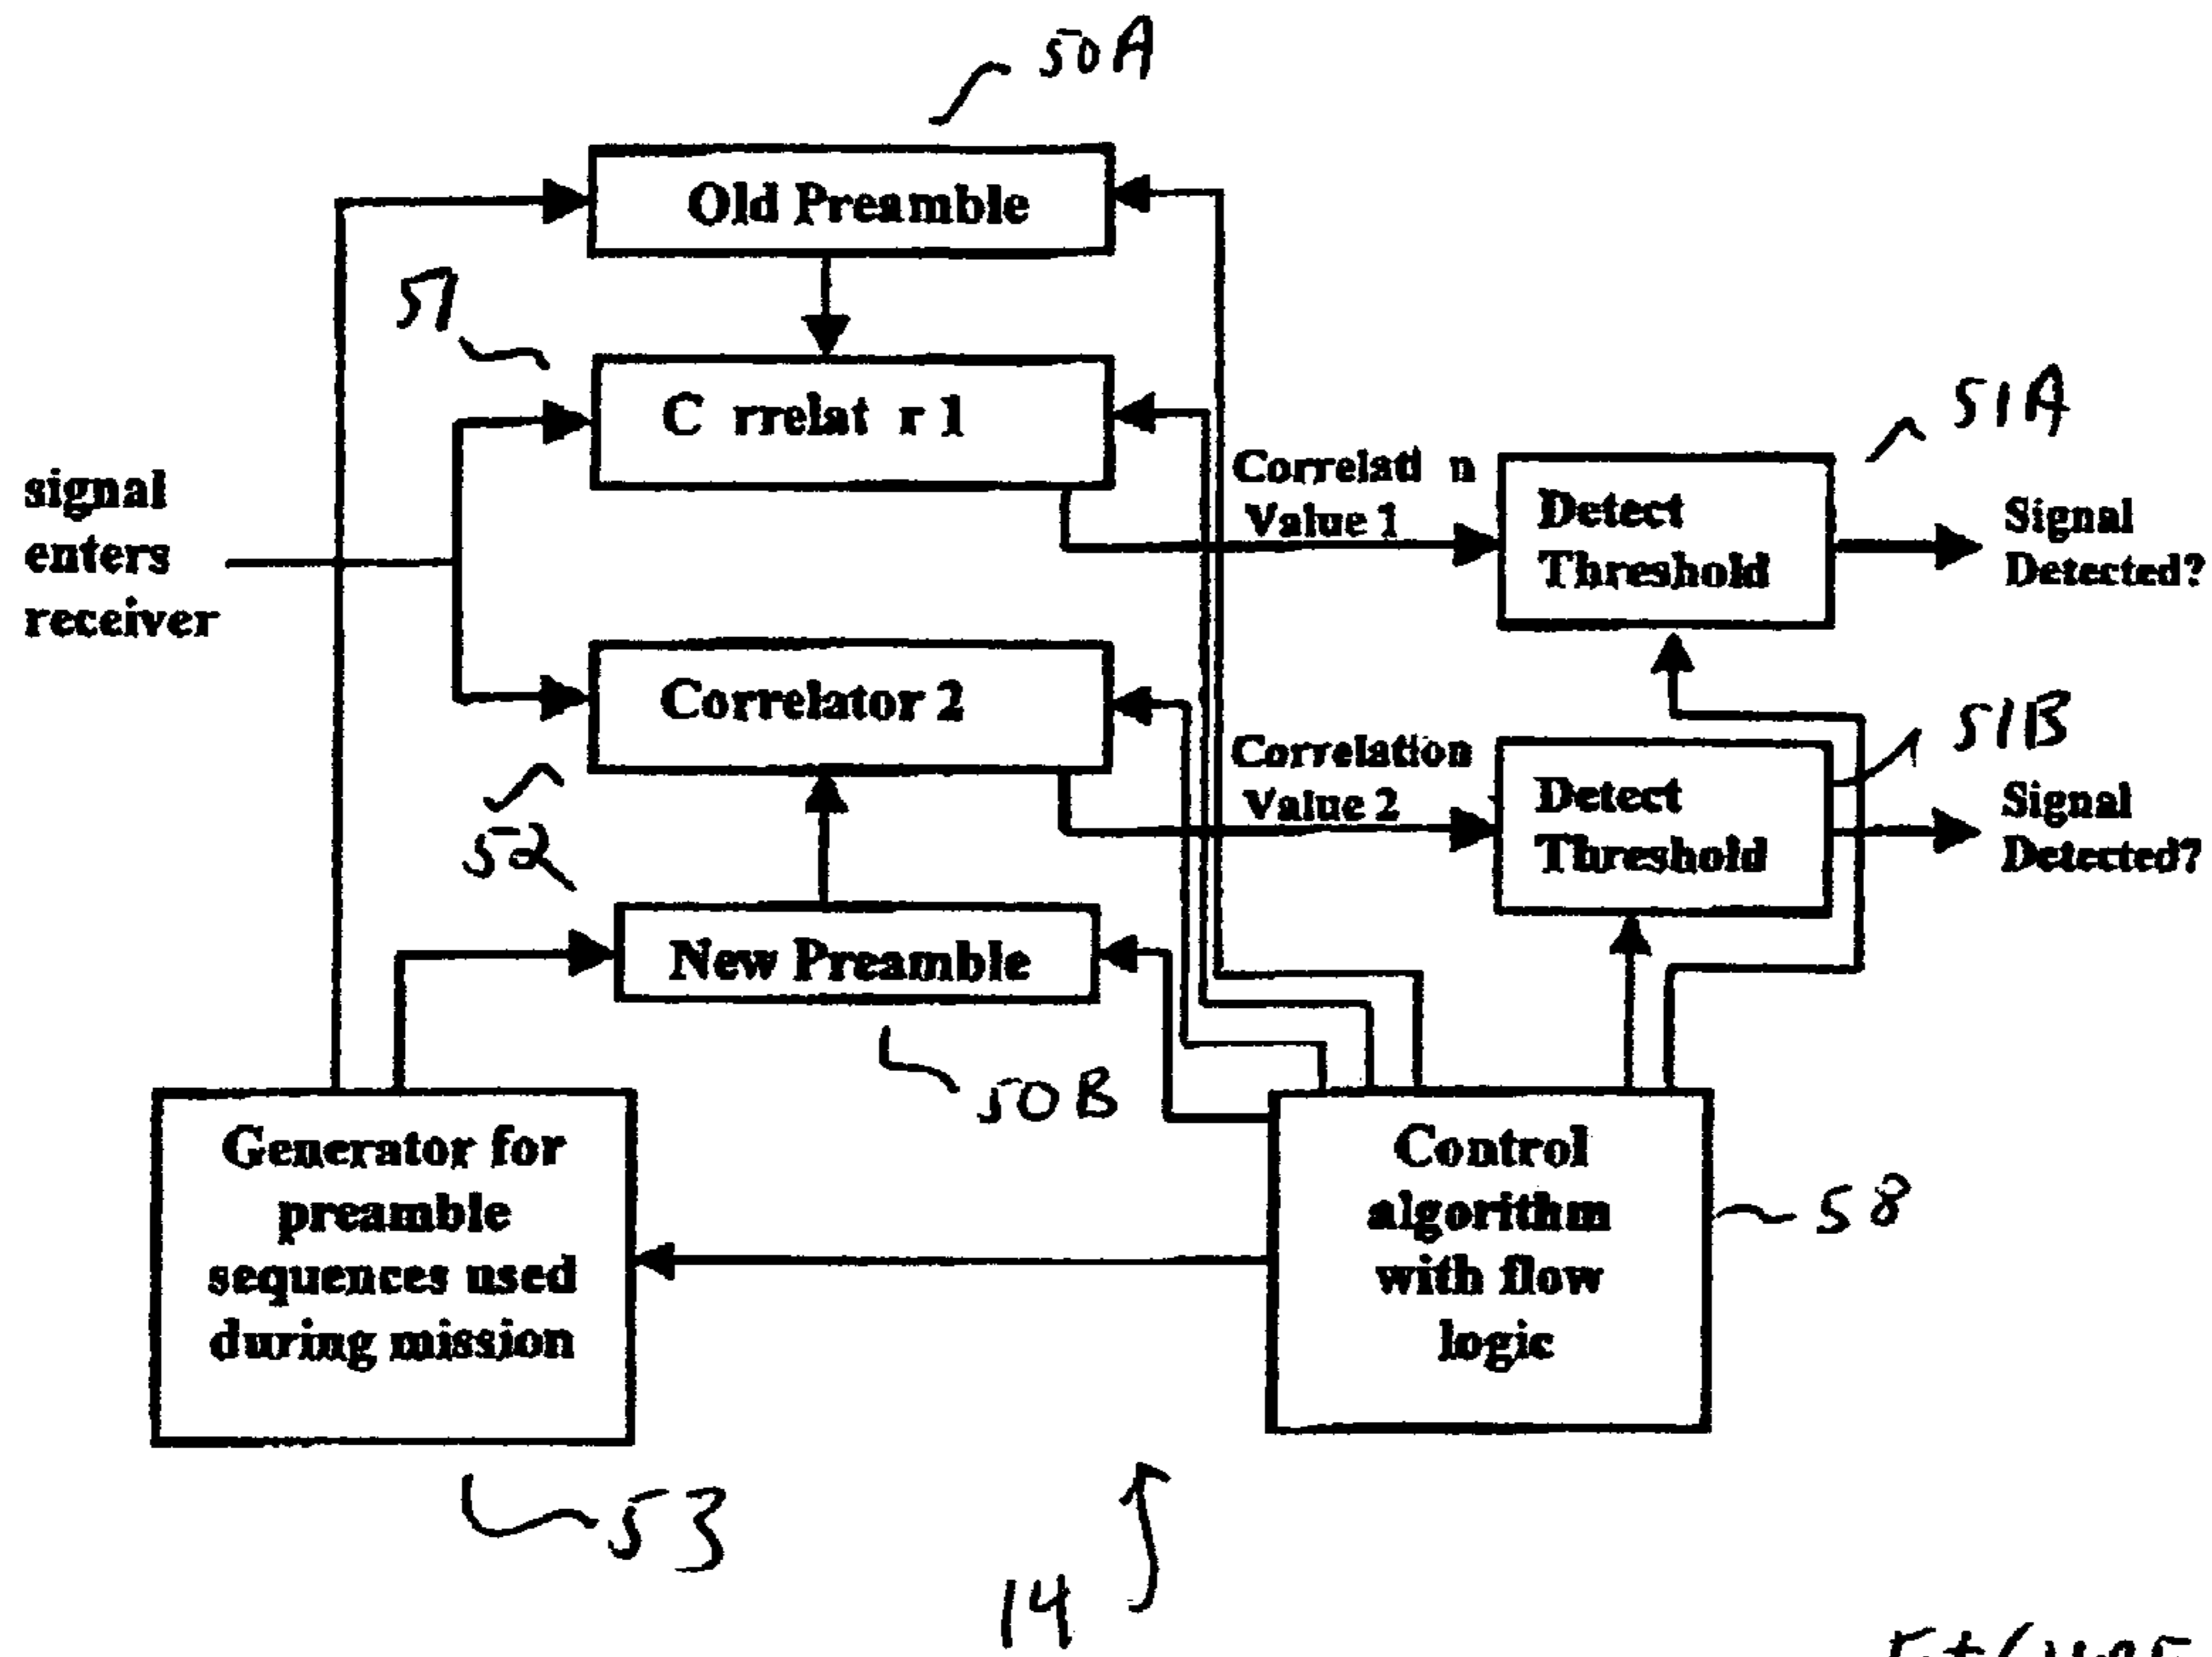 50A
Old Preamble
51
C rrelat r 1
51A
signal
enters
receiver
Correlati n
Value 1
Detect
Threshold
Signal
Detected?
Correlator 2
52
51B
Correlation
Value 2
Detect
Threshold
Signal
Detected?
New Preamble
50B
Generator for
preamble
sequences used
during mission
53
Control
algorithm
with flow
logic
58
14